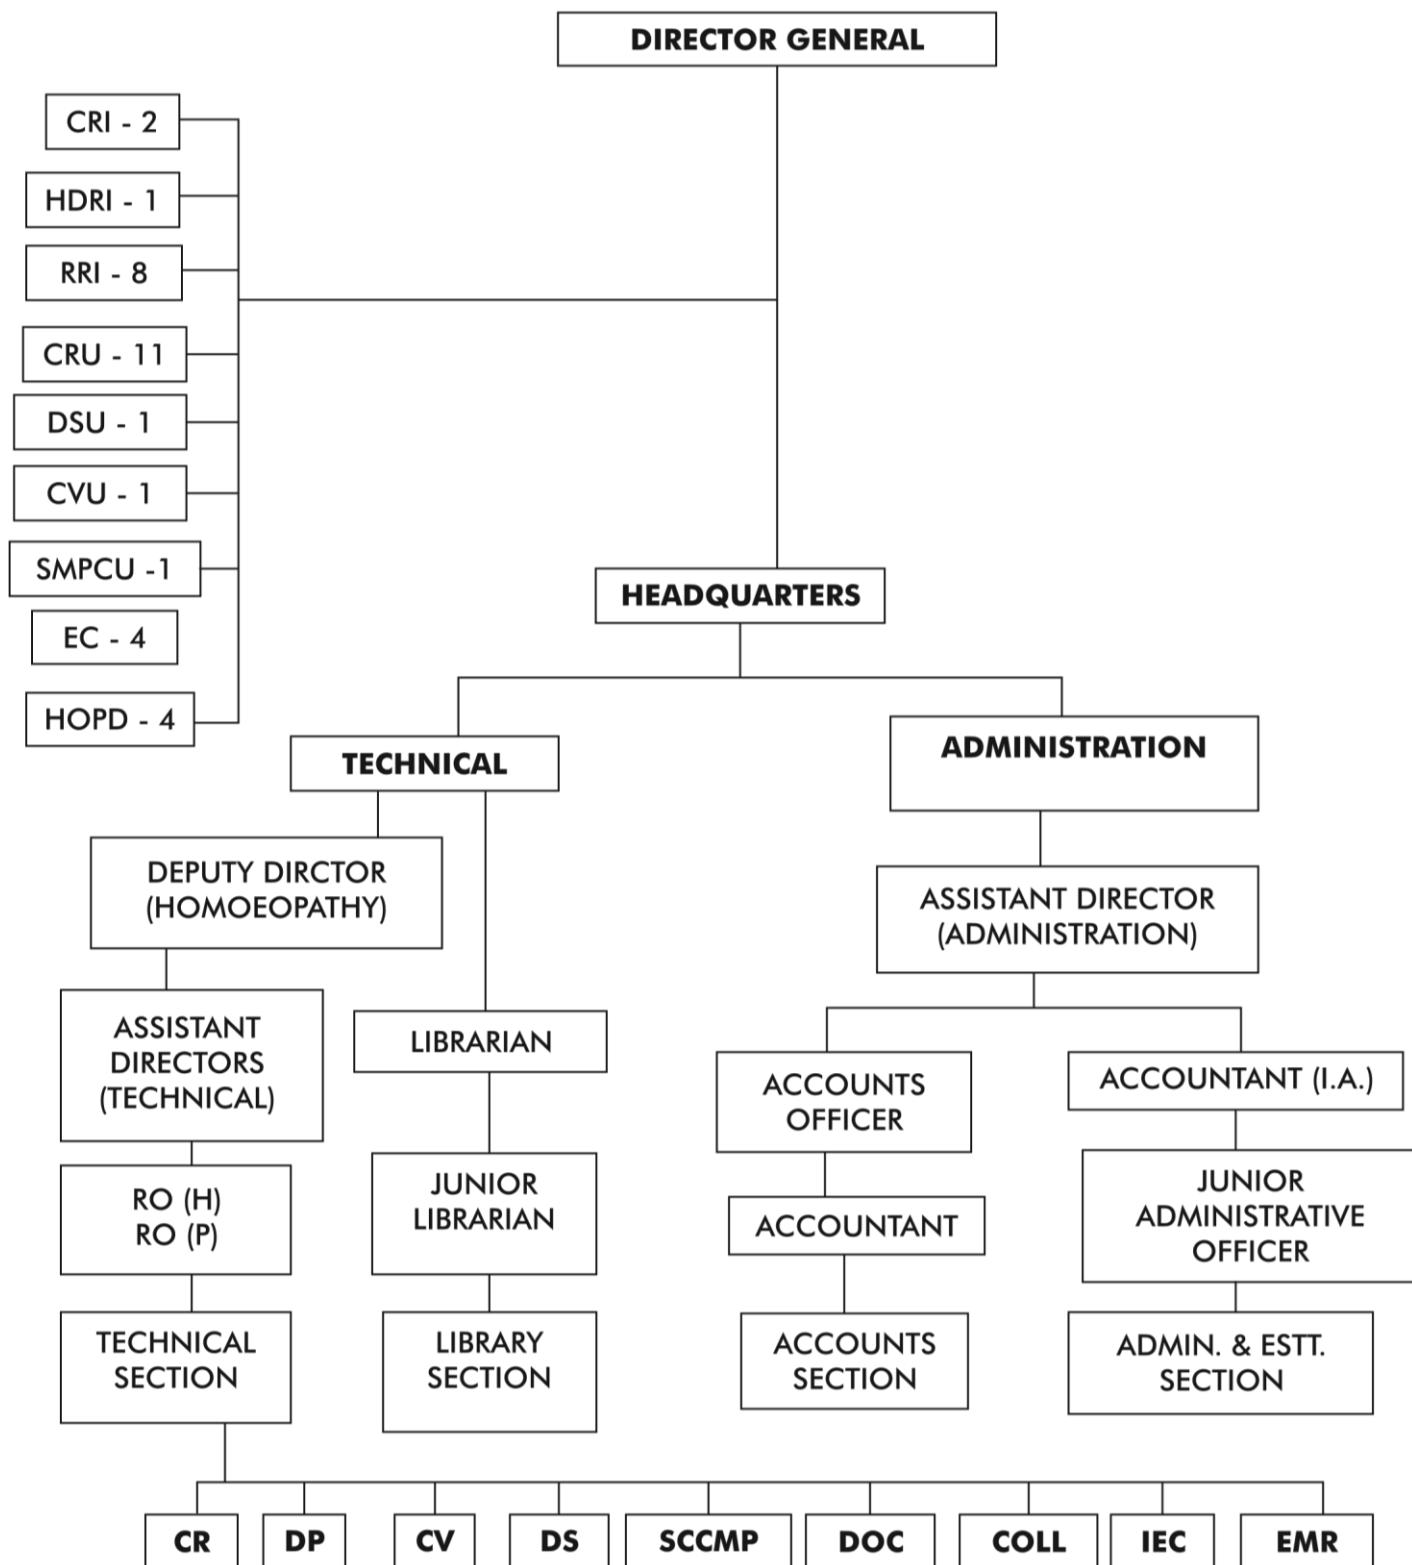 DIRECTOR GENERAL
CRI - 2
HDRI - 1
RRI - 8
CRU - 11
DSU - 1
CVU - 1
SMPCU -1
EC - 4
HOPD - 4
HEADQUARTERS
TECHNICAL
ADMINISTRATION
DEPUTY DIRCTOR
(HOMOEOPATHY)
ASSISTANT DIRECTOR
(ADMINISTRATION)
ASSISTANT
DIRECTORS
(TECHNICAL)
LIBRARIAN
ACCOUNTS
OFFICER
ACCOUNTANT (I.A.)
RO (H)
RO (P)
JUNIOR
LIBRARIAN
ACCOUNTANT
JUNIOR
ADMINISTRATIVE
OFFICER
TECHNICAL
SECTION
LIBRARY
SECTION
ACCOUNTS
SECTION
ADMIN. & ESTT.
SECTION
CR
DP
CV
DS
SCCMP
DOC
COLL
IEC
EMR